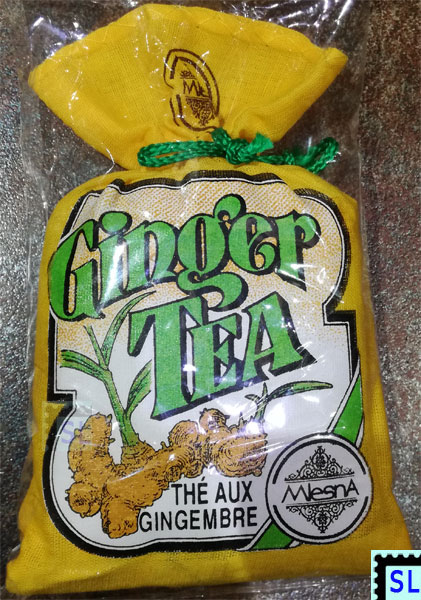 Ginger
TEA
THÉ AUX
GINGEMBRE
MlesnA
SL